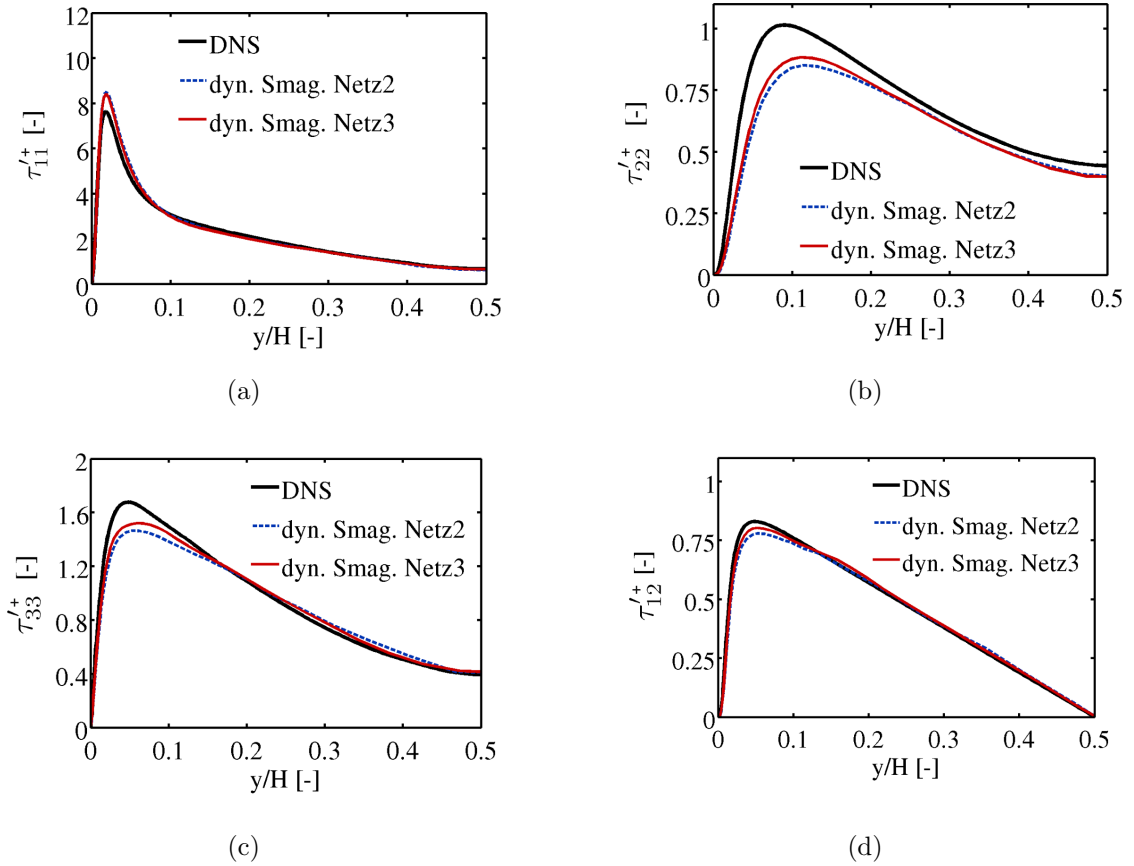 12
10
8
6
4
2
0
τ′⁺₁₁ [-]
DNS
dyn. Smag. Netz2
dyn. Smag. Netz3
0 0.1 0.2 0.3 0.4 0.5
y/H [-]
(a)
1
0.75
0.5
0.25
0
τ′⁺₂₂ [-]
DNS
dyn. Smag. Netz2
dyn. Smag. Netz3
0 0.1 0.2 0.3 0.4 0.5
y/H [-]
(b)
2
1.6
1.2
0.8
0.4
0
τ′⁺₃₃ [-]
DNS
dyn. Smag. Netz2
dyn. Smag. Netz3
0 0.1 0.2 0.3 0.4 0.5
y/H [-]
(c)
1
0.75
0.5
0.25
0
τ′⁺₁₂ [-]
DNS
dyn. Smag. Netz2
dyn. Smag. Netz3
0 0.1 0.2 0.3 0.4 0.5
y/H [-]
(d)